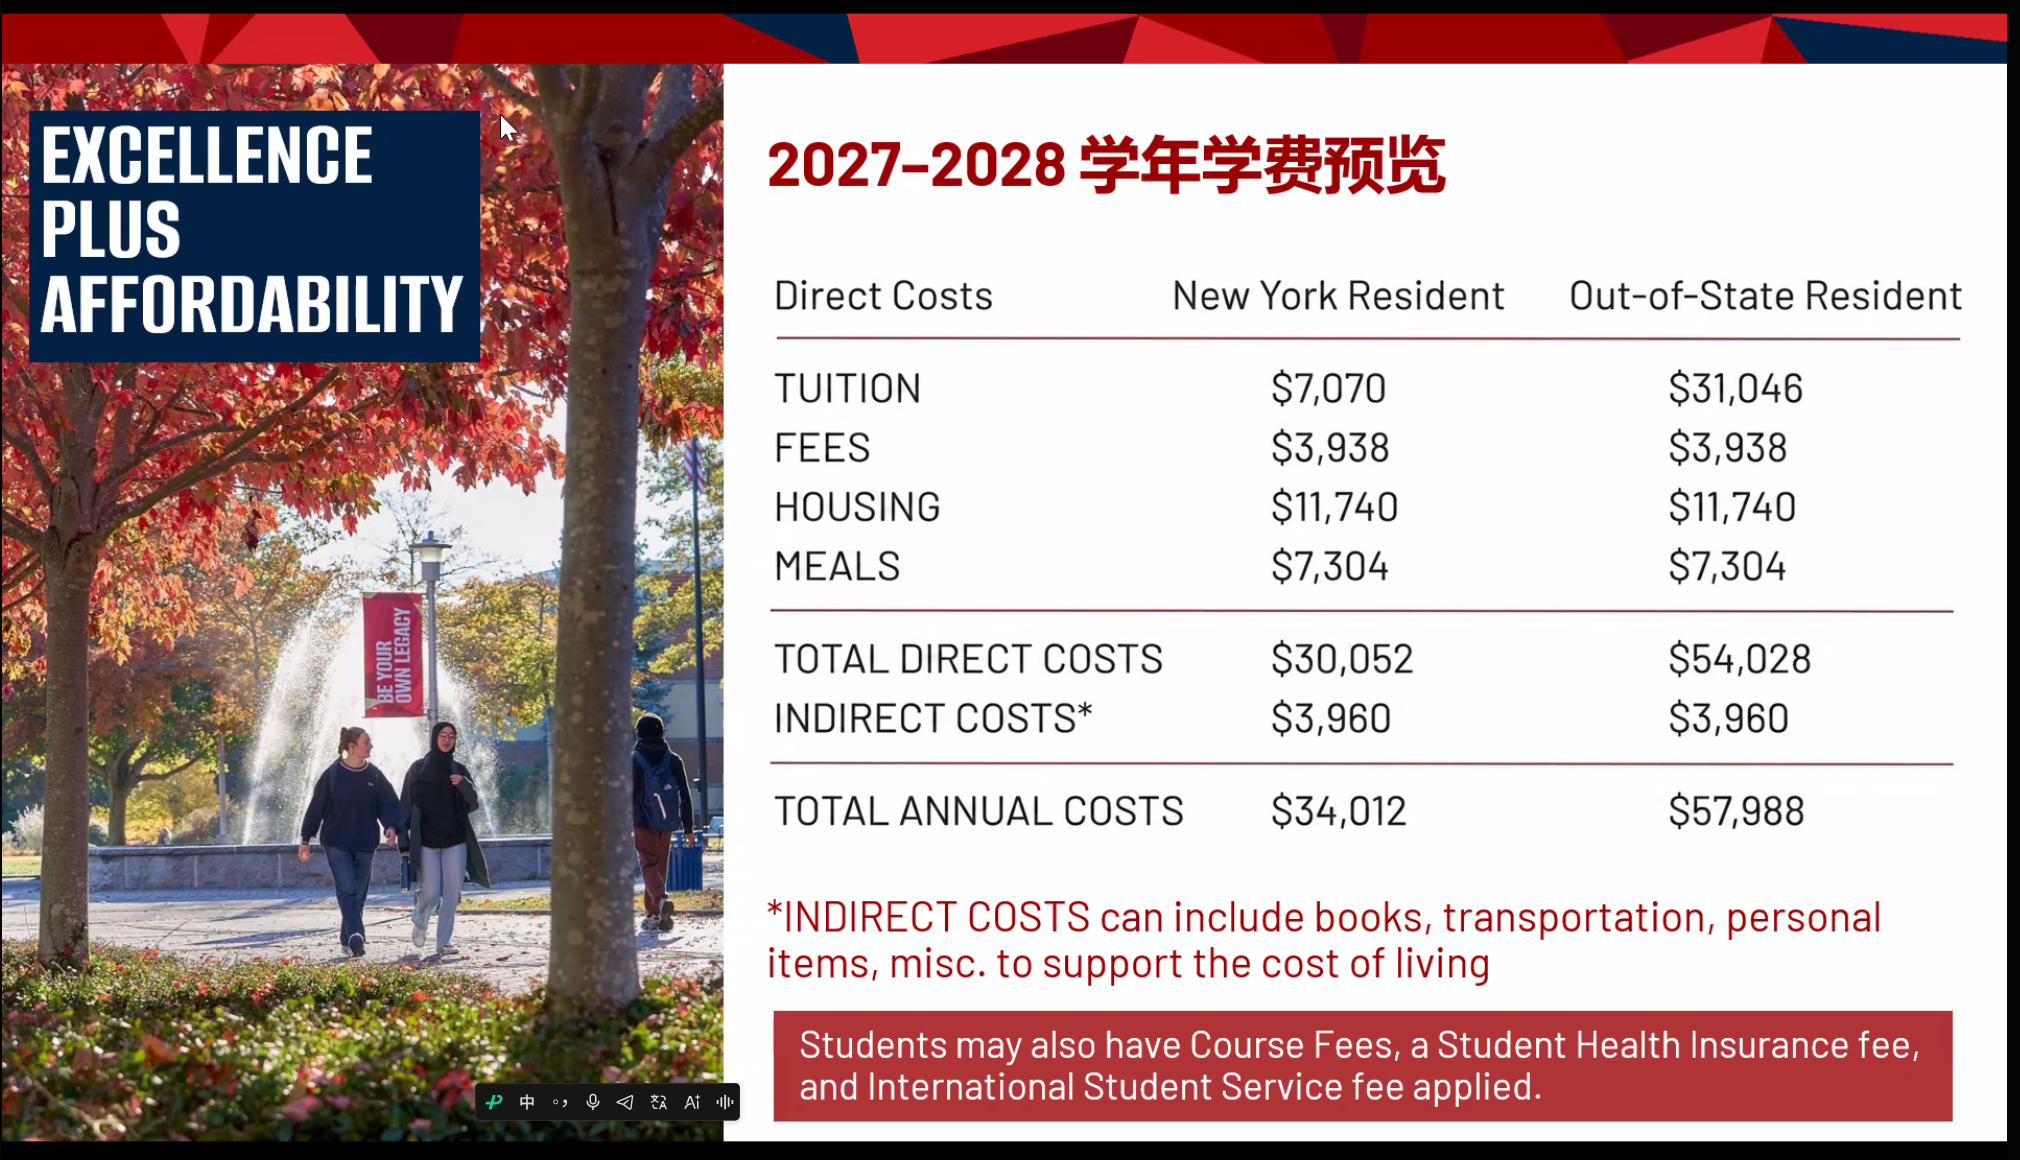 EXCELLENCE
PLUS
AFFORDABILITY
BE YOUR
OWN LEGACY
2027–2028 学年学费预览
Direct Costs New York Resident Out-of-State Resident
TUITION $7,070 $31,046
FEES $3,938 $3,938
HOUSING $11,740 $11,740
MEALS $7,304 $7,304
TOTAL DIRECT COSTS $30,052 $54,028
INDIRECT COSTS* $3,960 $3,960
TOTAL ANNUAL COSTS $34,012 $57,988
*INDIRECT COSTS can include books, transportation, personal
items, misc. to support the cost of living
Students may also have Course Fees, a Student Health Insurance fee,
and International Student Service fee applied.
中 °, 文A AI